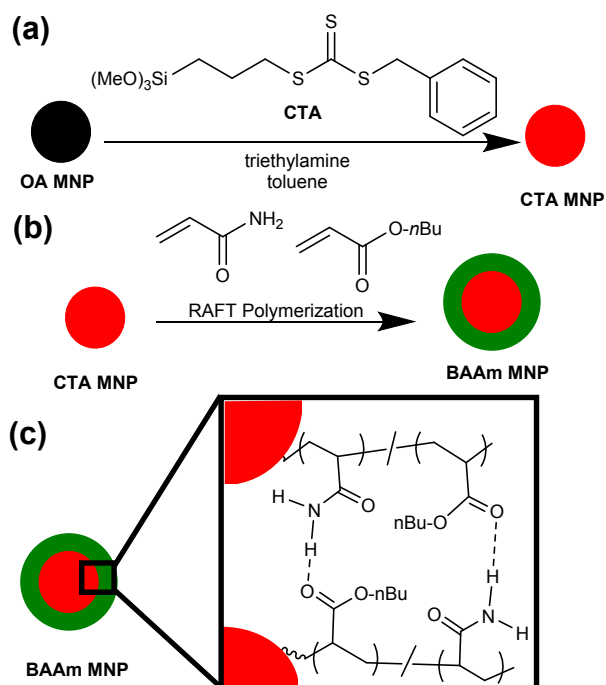 (a)
S
(MeO)3Si
S
S
CTA
OA MNP
triethylamine
toluene
CTA MNP
(b)
NH2
O
O-nBu
O
RAFT Polymerization
CTA MNP
BAAm MNP
(c)
H
N
O
H
nBu-O
O
O
O-nBu
H
O
N
H
BAAm MNP